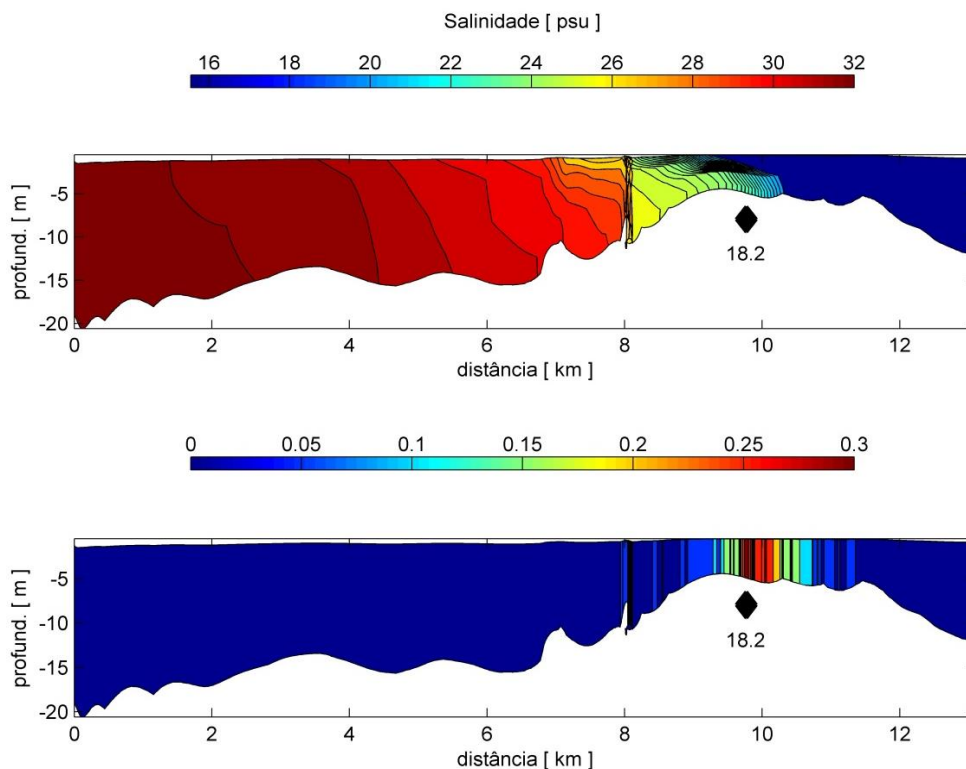 Salinidade [ psu ]
16 18 20 22 24 26 28 30 32
profund. [ m ]
-5
-10
-15
-20
18.2
0 2 4 6 8 10 12
distância [ km ]
0 0.05 0.1 0.15 0.2 0.25 0.3
profund. [ m ]
-5
-10
-15
-20
18.2
0 2 4 6 8 10 12
distância [ km ]